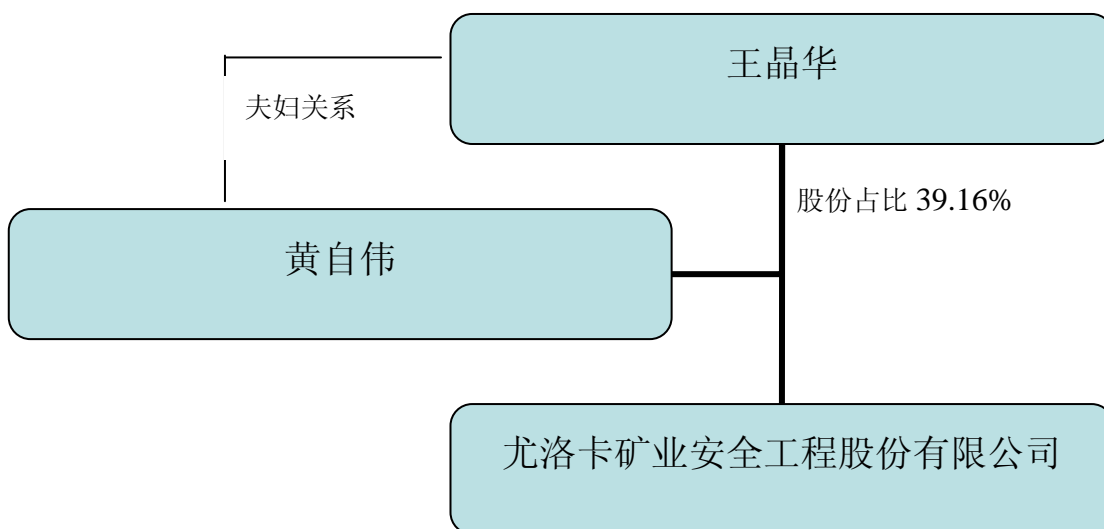 王晶华
夫妇关系
股份占比 39.16%
黄自伟
尤洛卡矿业安全工程股份有限公司